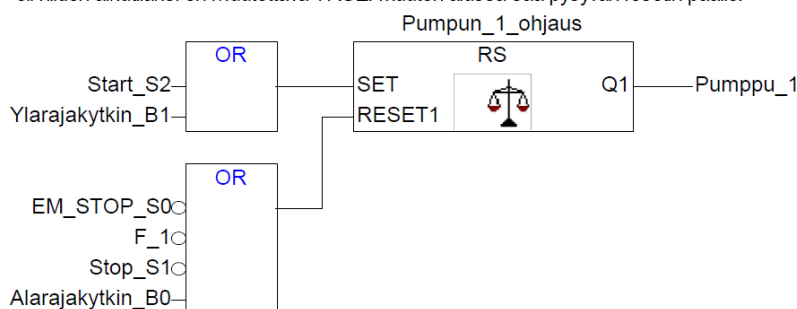 Pumpun_1_ohjaus
OR
RS
Start_S2
SET
Q1
Pumppu_1
Ylarajakytkin_B1
RESET1
OR
EM_STOP_S0
F_1
Stop_S1
Alarajakytkin_B0